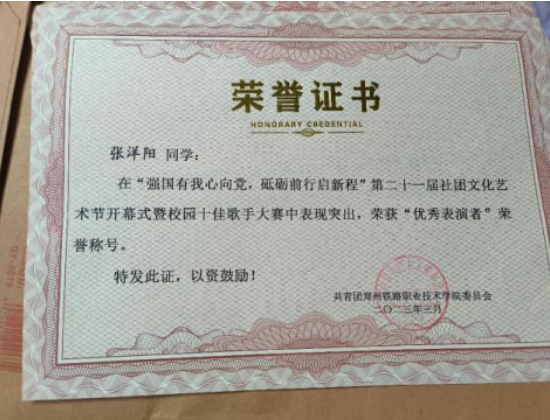 荣誉证书
HONORARY CREDENTIAL
张洋阳 同学：
在“强国有我心向党，砥砺前行启新程”第二十一届社团文化艺
术节开幕式暨校园十佳歌手大赛中表现突出，荣获“优秀表演者”荣
誉称号。
特发此证，以资鼓励！
共青团郑州铁路职业技术学院委员会
二〇二三年三月